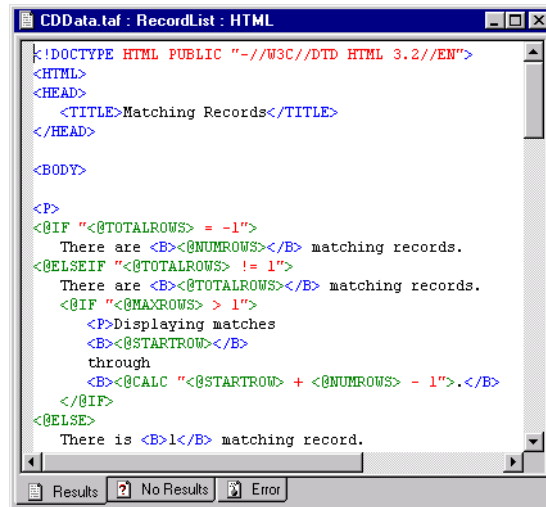 CDData.taf : RecordList : HTML
<!DOCTYPE HTML PUBLIC "-//W3C//DTD HTML 3.2//EN">
<HTML>
<HEAD>
<TITLE>Matching Records</TITLE>
</HEAD>
<BODY>
<P>
<@IF "<@TOTALROWS> = -1">
There are <B><@NUMROWS></B> matching records.
<@ELSEIF "<@TOTALROWS> != 1">
There are <B><@TOTALROWS></B> matching records.
<@IF "<@MAXROWS> > 1">
<P>Displaying matches
<B><@STARTROW></B>
through
<B><@CALC "<@STARTROW> + <@NUMROWS> - 1">.</B>
</@IF>
<@ELSE>
There is <B>1</B> matching record.
Results No Results Error